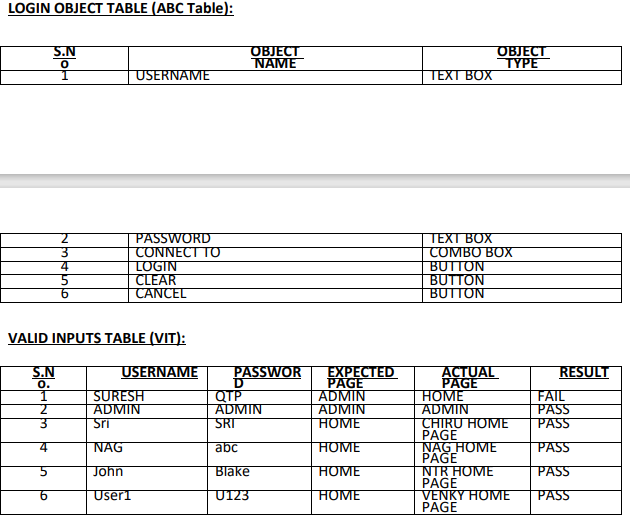 LOGIN OBJECT TABLE (ABC Table):
S.N
o OBJECT
NAME OBJECT
TYPE
1 USERNAME TEXT BOX
2 PASSWORD TEXT BOX
3 CONNECT TO COMBO BOX
4 LOGIN BUTTON
5 CLEAR BUTTON
6 CANCEL BUTTON
VALID INPUTS TABLE (VIT):
S.N
o. USERNAME PASSWOR
D EXPECTED
PAGE ACTUAL
PAGE RESULT
1 SURESH QTP ADMIN HOME FAIL
2 ADMIN ADMIN ADMIN ADMIN PASS
3 Sri SRI HOME CHIRU HOME
PAGE PASS
4 NAG abc HOME NAG HOME
PAGE PASS
5 John Blake HOME NTR HOME
PAGE PASS
6 User1 U123 HOME VENKY HOME
PAGE PASS